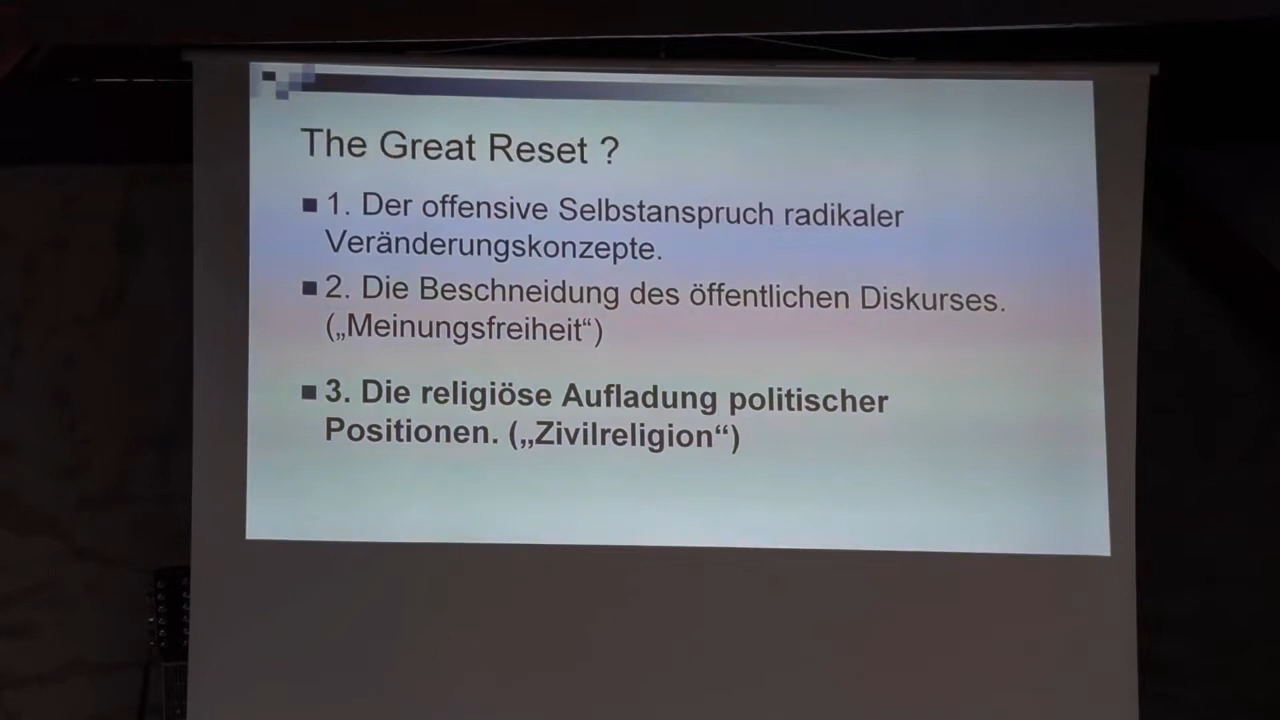 The Great Reset ?
1. Der offensive Selbstanspruch radikaler
Veränderungskonzepte.
2. Die Beschneidung des öffentlichen Diskurses.
(„Meinungsfreiheit“)
3. Die religiöse Aufladung politischer
Positionen. („Zivilreligion“)